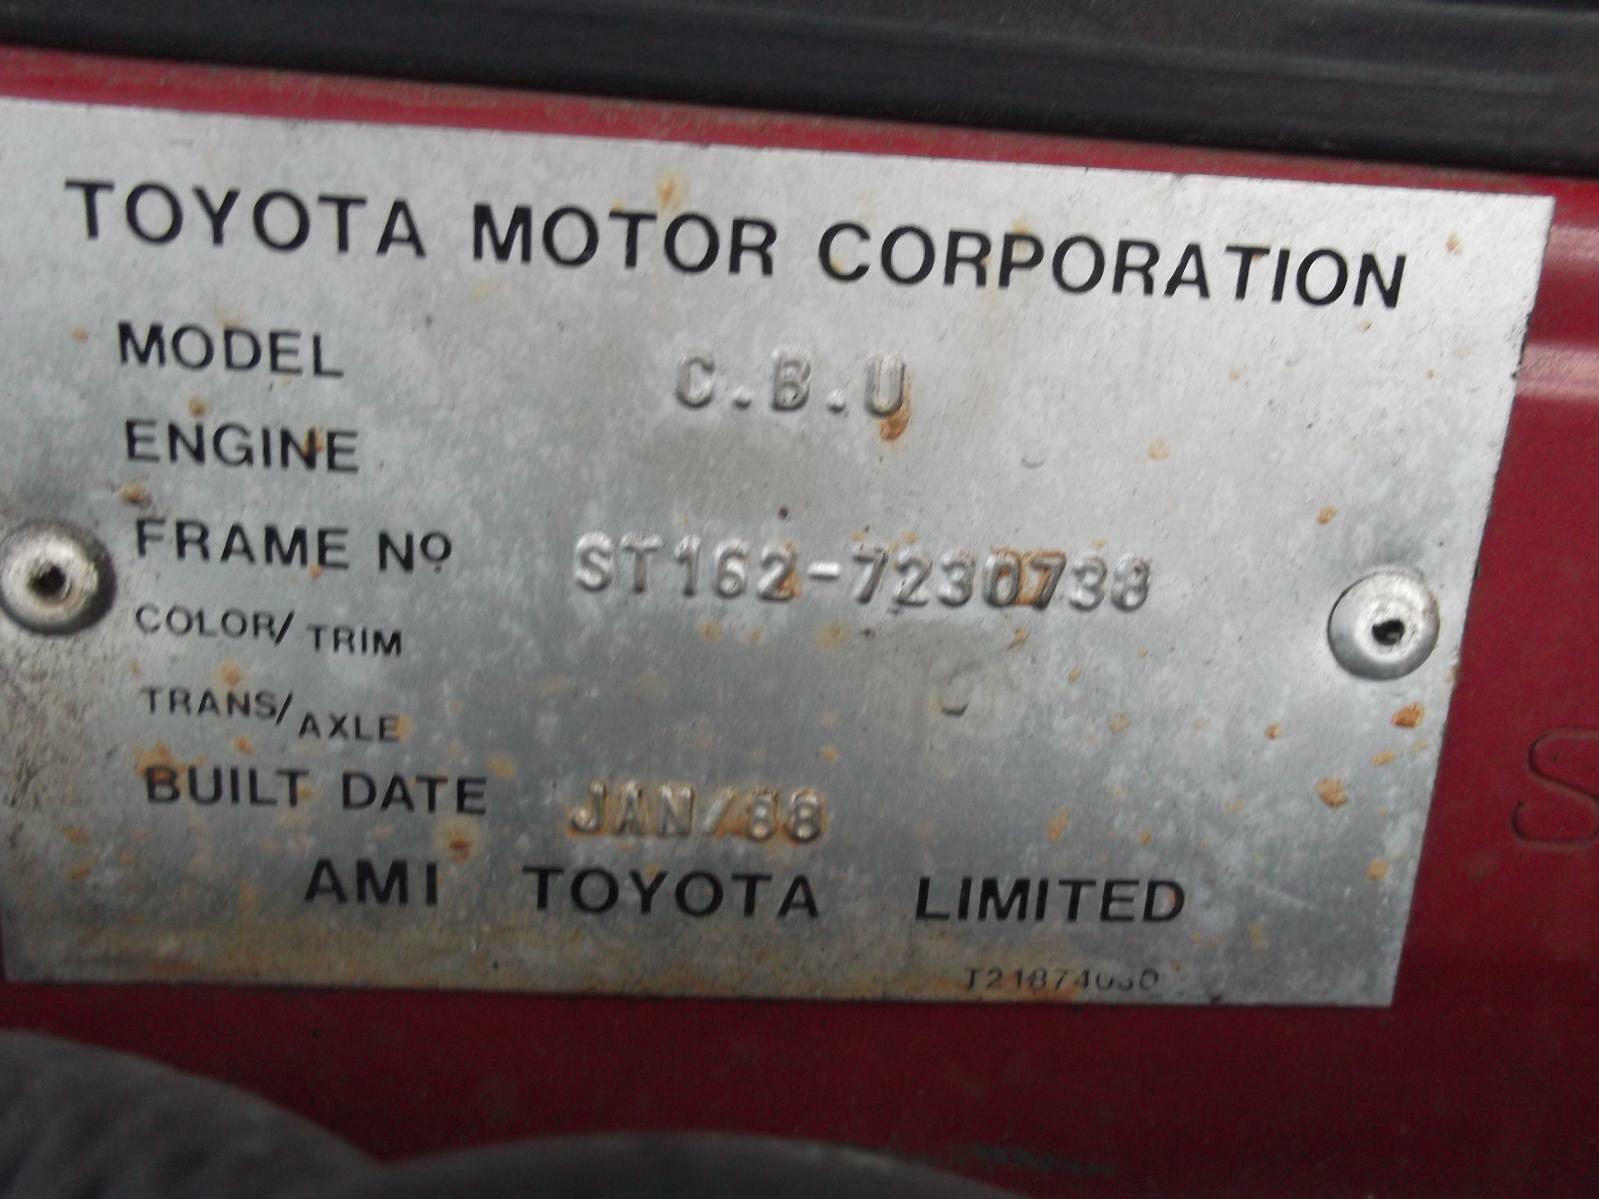 TOYOTA MOTOR CORPORATION
MODEL C.B.U
ENGINE
FRAME Nº ST162-7230738
COLOR/TRIM
TRANS/AXLE
BUILT DATE JAN/88
AMI TOYOTA LIMITED
S